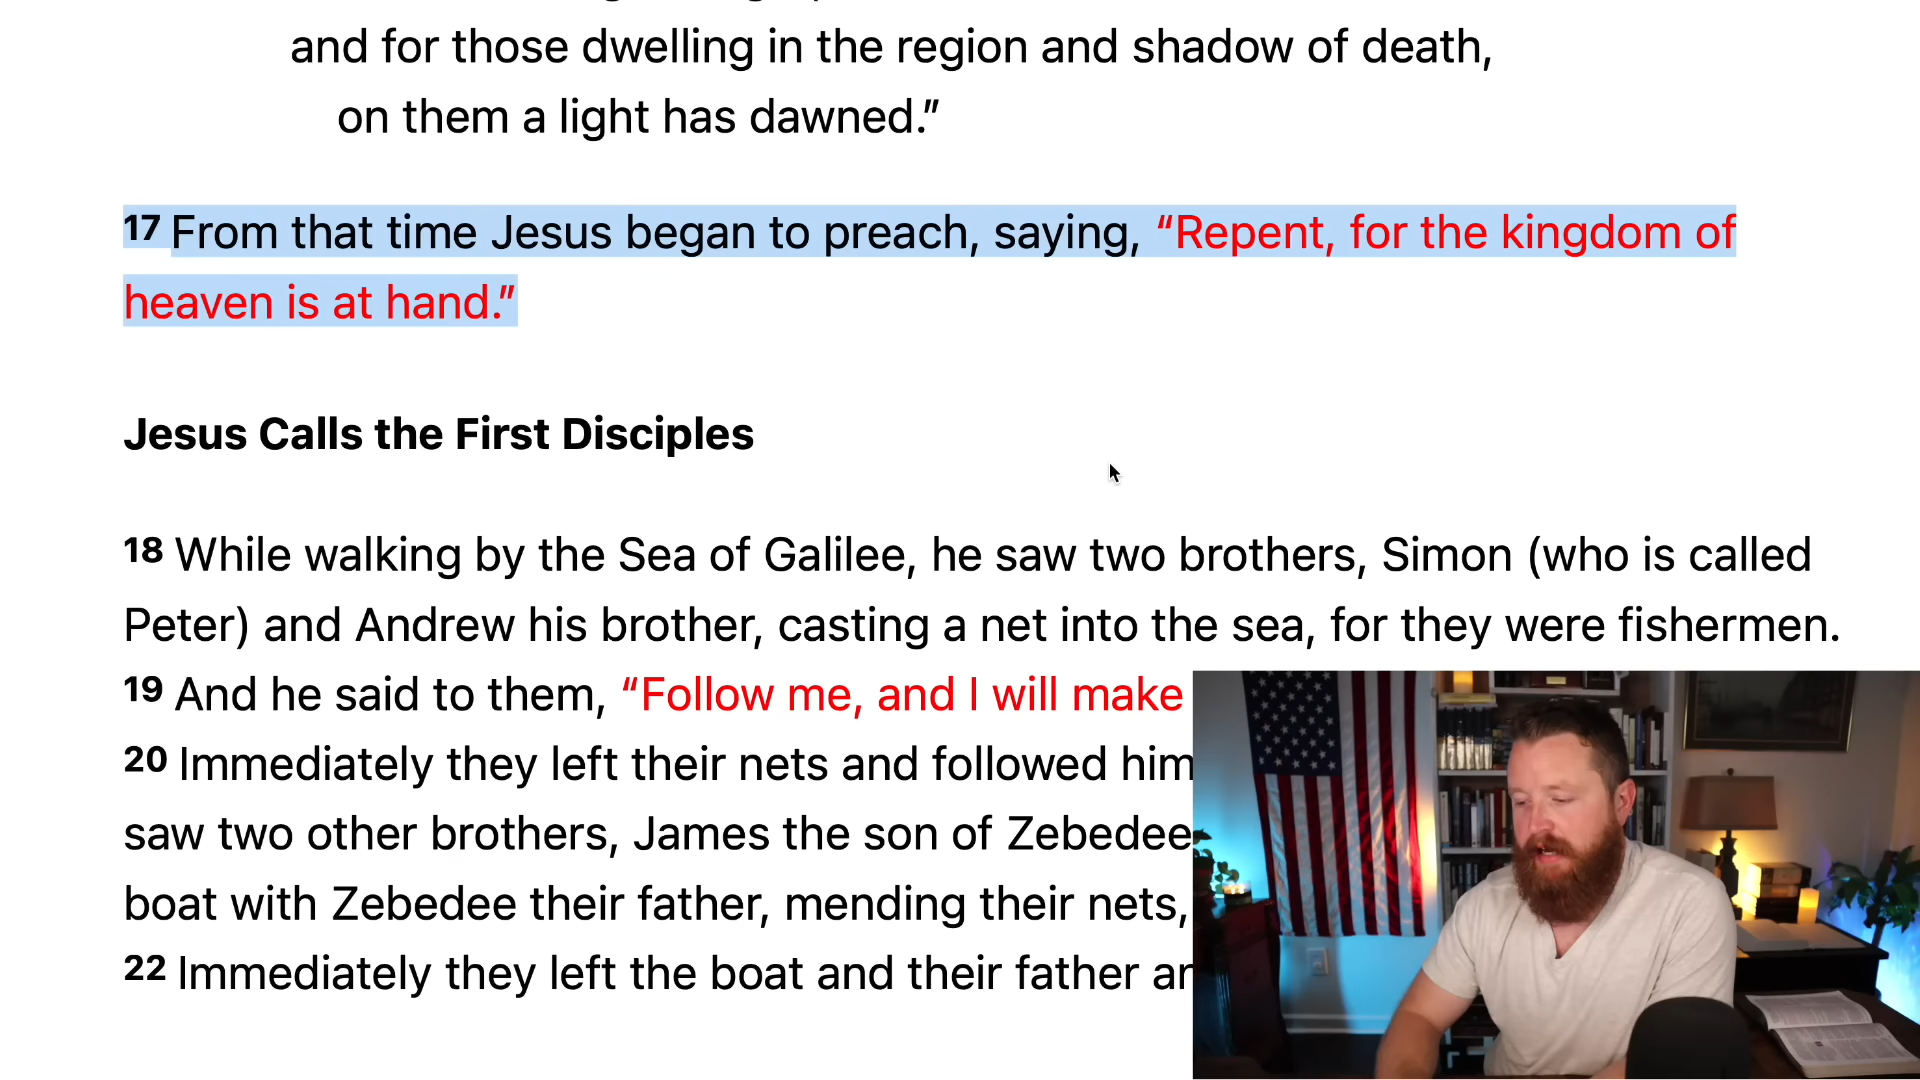 and for those dwelling in the region and shadow of death,
on them a light has dawned.”
17 From that time Jesus began to preach, saying, “Repent, for the kingdom of
heaven is at hand.”
Jesus Calls the First Disciples
18 While walking by the Sea of Galilee, he saw two brothers, Simon (who is called
Peter) and Andrew his brother, casting a net into the sea, for they were fishermen.
19 And he said to them, “Follow me, and I will make
20 Immediately they left their nets and followed him
saw two other brothers, James the son of Zebedee
boat with Zebedee their father, mending their nets,
22 Immediately they left the boat and their father